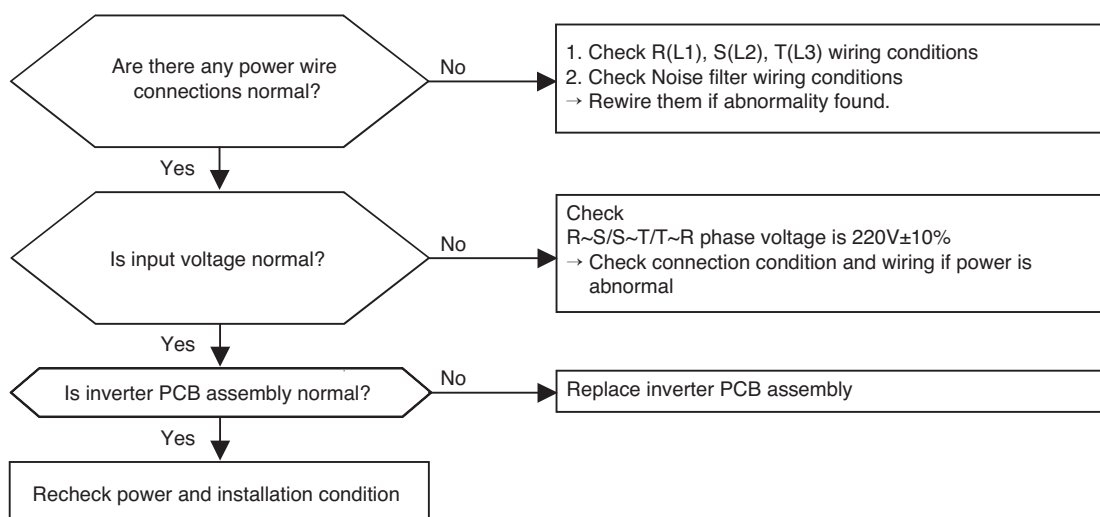 Are there any power wire
connections normal?
No
1. Check R(L1), S(L2), T(L3) wiring conditions
2. Check Noise filter wiring conditions
→ Rewire them if abnormality found.
Yes
Is input voltage normal?
No
Check
R~S/S~T/T~R phase voltage is 220V±10%
→ Check connection condition and wiring if power is
abnormal
Yes
Is inverter PCB assembly normal?
No
Replace inverter PCB assembly
Yes
Recheck power and installation condition